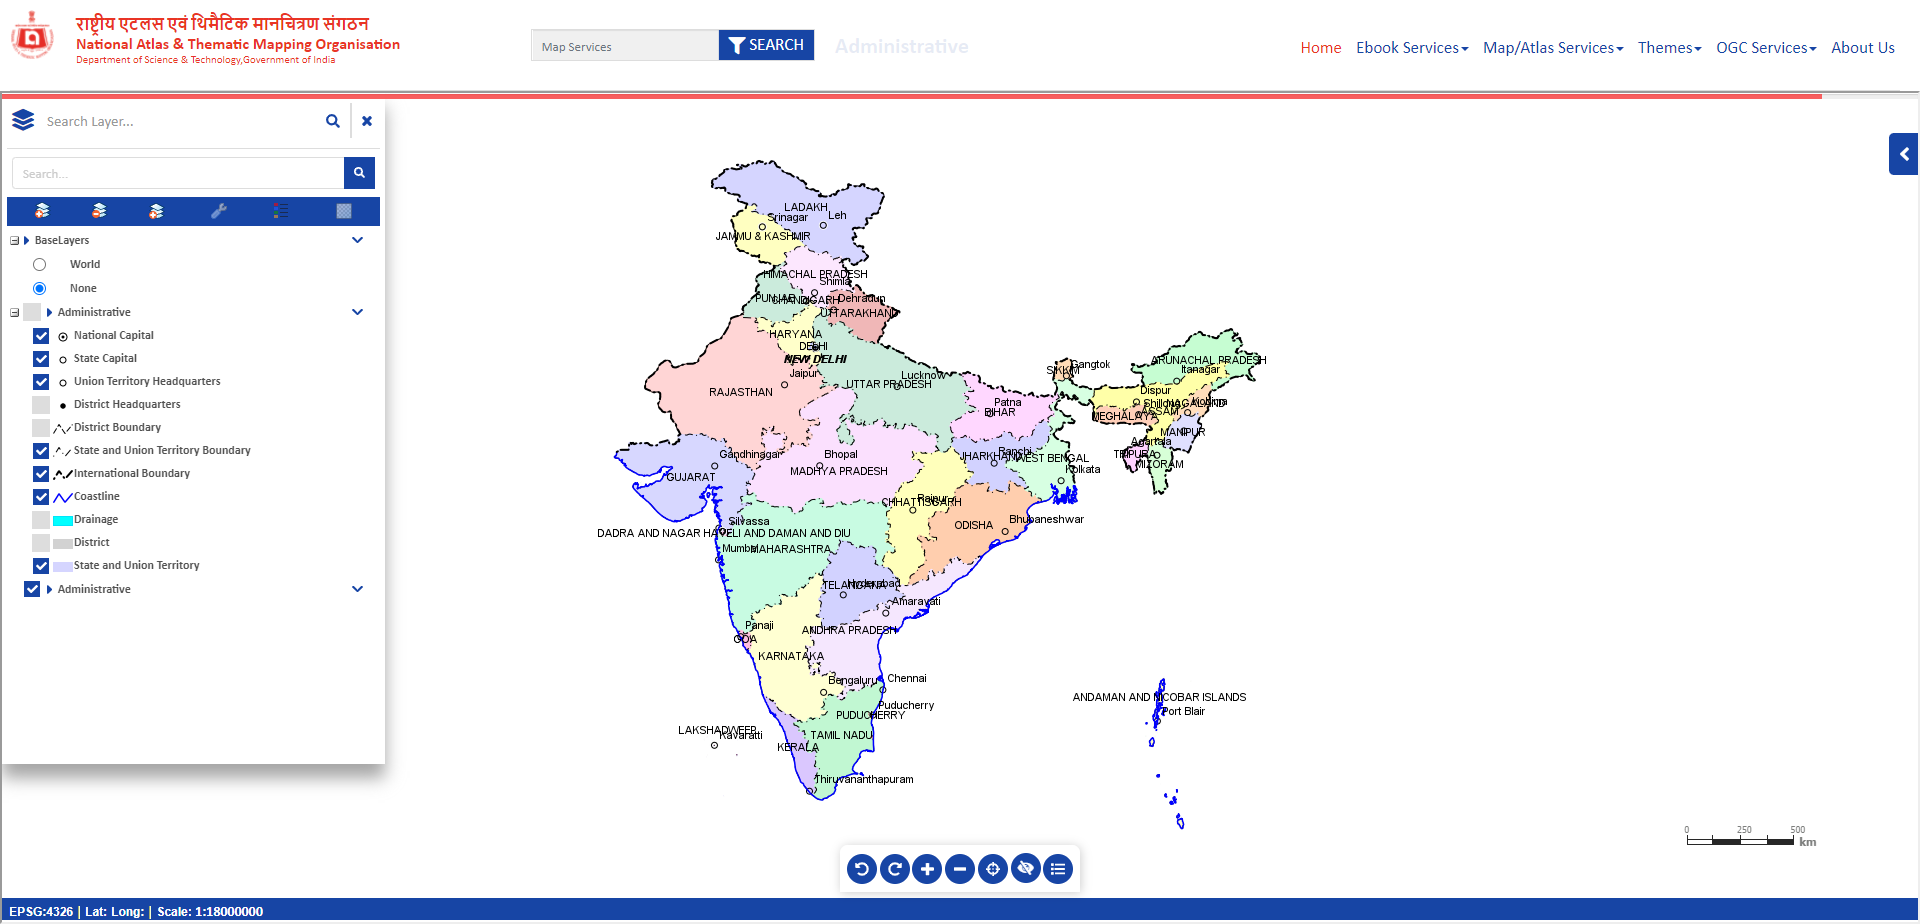 राष्ट्रीय एटलस एवं थिमैटिक मानचित्रण संगठन
National Atlas & Thematic Mapping Organisation
Department of Science & Technology,Government of India
Map Services
SEARCH
Administrative
Home
Ebook Services
Map/Atlas Services
Themes
OGC Services
About Us
Search Layer...
Search...
BaseLayers
World
None
Administrative
National Capital
State Capital
Union Territory Headquarters
District Headquarters
District Boundary
State and Union Territory Boundary
International Boundary
Coastline
Drainage
District
State and Union Territory
Administrative
LADAKH
Srinagar
Leh
JAMMU & KASHMIR
HIMACHAL PRADESH
Shimla
PUNJAB
CHANDIGARH
Dehradun
UTTARAKHAND
HARYANA
DELHI
NEW DELHI
Jaipur
RAJASTHAN
Lucknow
UTTAR PRADESH
Gangtok
SIKKIM
ARUNACHAL PRADESH
Itanagar
Dispur
Shillong
NAGALAND
Kohima
ASSAM
MEGHALAYA
MANIPUR
Agartala
TRIPURA
MIZORAM
Patna
BIHAR
Ranchi
JHARKHAND
WEST BENGAL
Kolkata
Gandhinagar
GUJARAT
Bhopal
MADHYA PRADESH
Raipur
CHHATTISGARH
ODISHA
Bhubaneshwar
Silvassa
DADRA AND NAGAR HAVELI AND DAMAN AND DIU
Mumbai
MAHARASHTRA
Hyderabad
TELANGANA
Amaravati
ANDHRA PRADESH
Panaji
GOA
KARNATAKA
Bengaluru
Chennai
Puducherry
PUDUCHERRY
LAKSHADWEEP
Kavaratti
KERALA
TAMIL NADU
Thiruvananthapuram
ANDAMAN AND NICOBAR ISLANDS
Port Blair
0 250 500
km
EPSG:4326 | Lat: Long: | Scale: 1:18000000